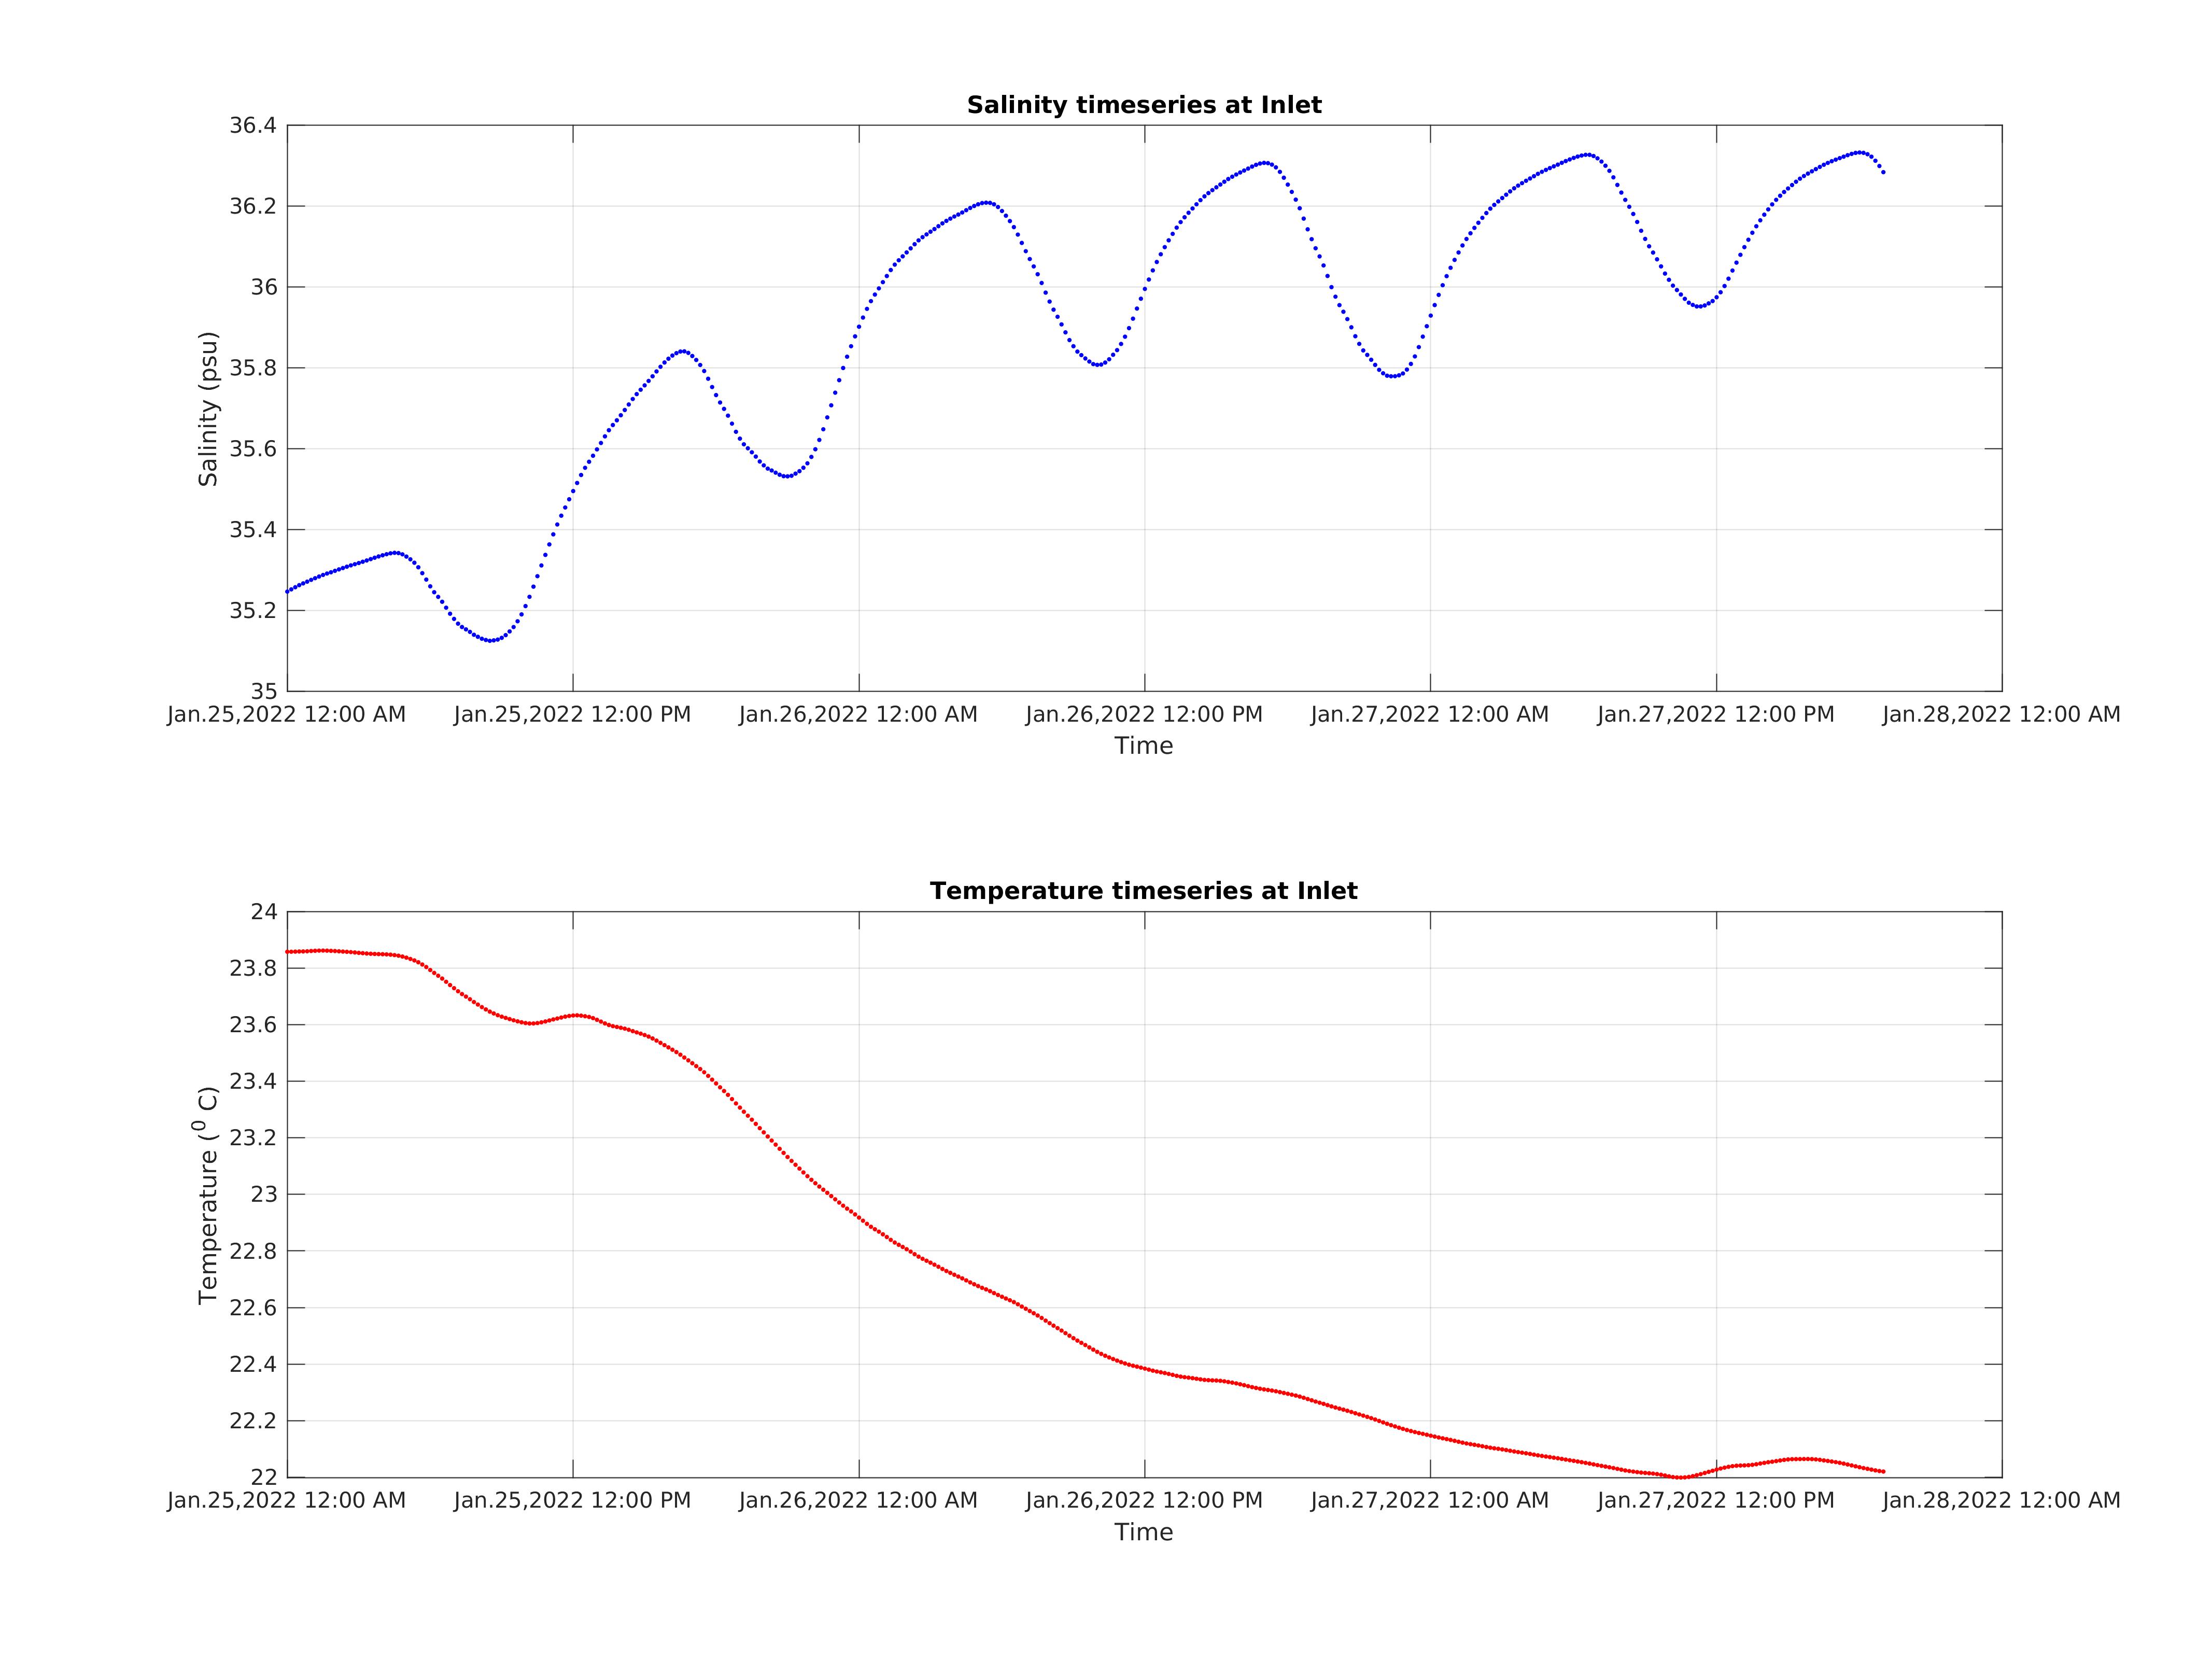 Salinity timeseries at Inlet
36.4
36.2
36
35.8
35.6
35.4
35.2
35
Salinity (psu)
Jan.25,2022 12:00 AM Jan.25,2022 12:00 PM Jan.26,2022 12:00 AM Jan.26,2022 12:00 PM Jan.27,2022 12:00 AM Jan.27,2022 12:00 PM Jan.28,2022 12:00 AM
Time
Temperature timeseries at Inlet
24
23.8
23.6
23.4
23.2
23
22.8
22.6
22.4
22.2
22
Temperature (⁰ C)
Jan.25,2022 12:00 AM Jan.25,2022 12:00 PM Jan.26,2022 12:00 AM Jan.26,2022 12:00 PM Jan.27,2022 12:00 AM Jan.27,2022 12:00 PM Jan.28,2022 12:00 AM
Time